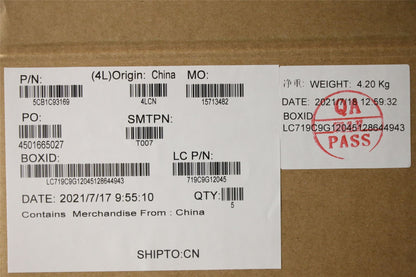 P/N: (4L)Origin: China MO:
5CB1C93169 4LCN 15713482
PO: SMTPN:
4501665027 T007
BOXID: LC P/N:
LC719C9G12045128644943 719C9G12045
DATE: 2021/7/17 9:55:10 QTY:
5
Contains Merchandise From : China
SHIPTO:CN
净重: WEIGHT: 4.20 Kg
DATE: 2021/7/18 12:59:32
BOXID
LC719C9G12045128644943
QA
PASS